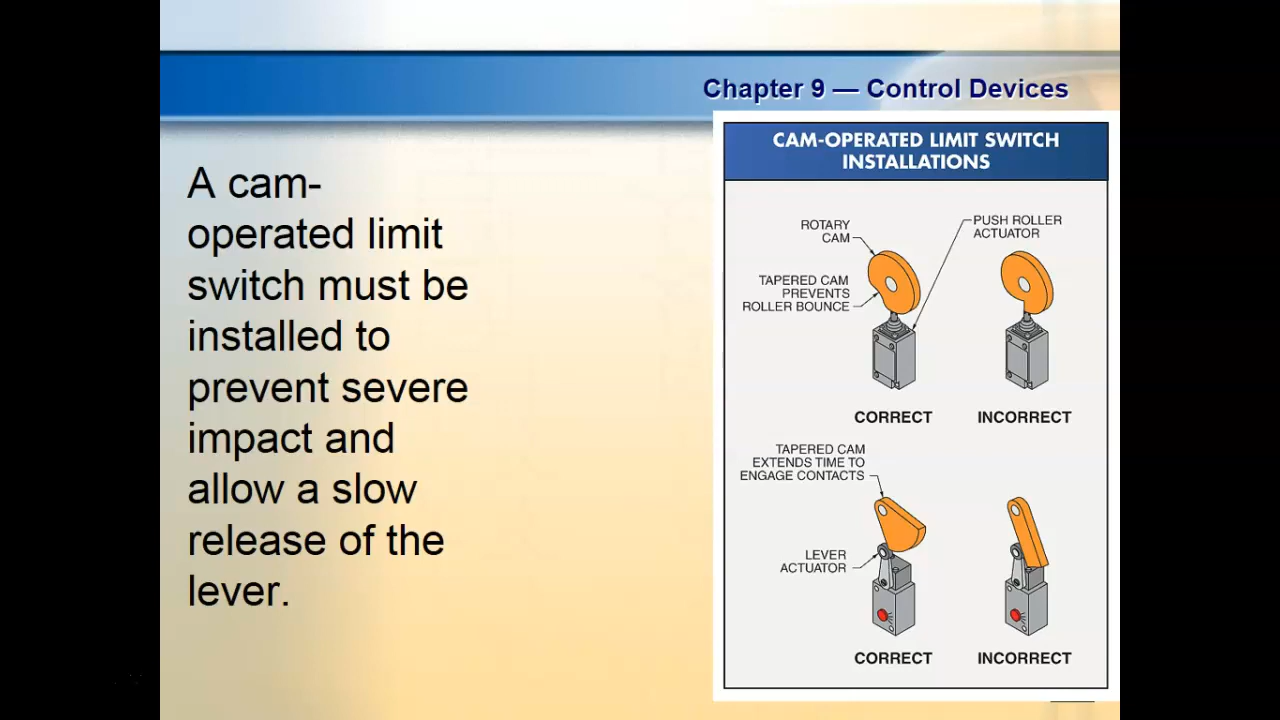 Chapter 9 — Control Devices
A cam-
operated limit
switch must be
installed to
prevent severe
impact and
allow a slow
release of the
lever.
CAM-OPERATED LIMIT SWITCH
INSTALLATIONS
ROTARY
CAM
PUSH ROLLER
ACTUATOR
TAPERED CAM
PREVENTS
ROLLER BOUNCE
CORRECT
INCORRECT
TAPERED CAM
EXTENDS TIME TO
ENGAGE CONTACTS
LEVER
ACTUATOR
CORRECT
INCORRECT